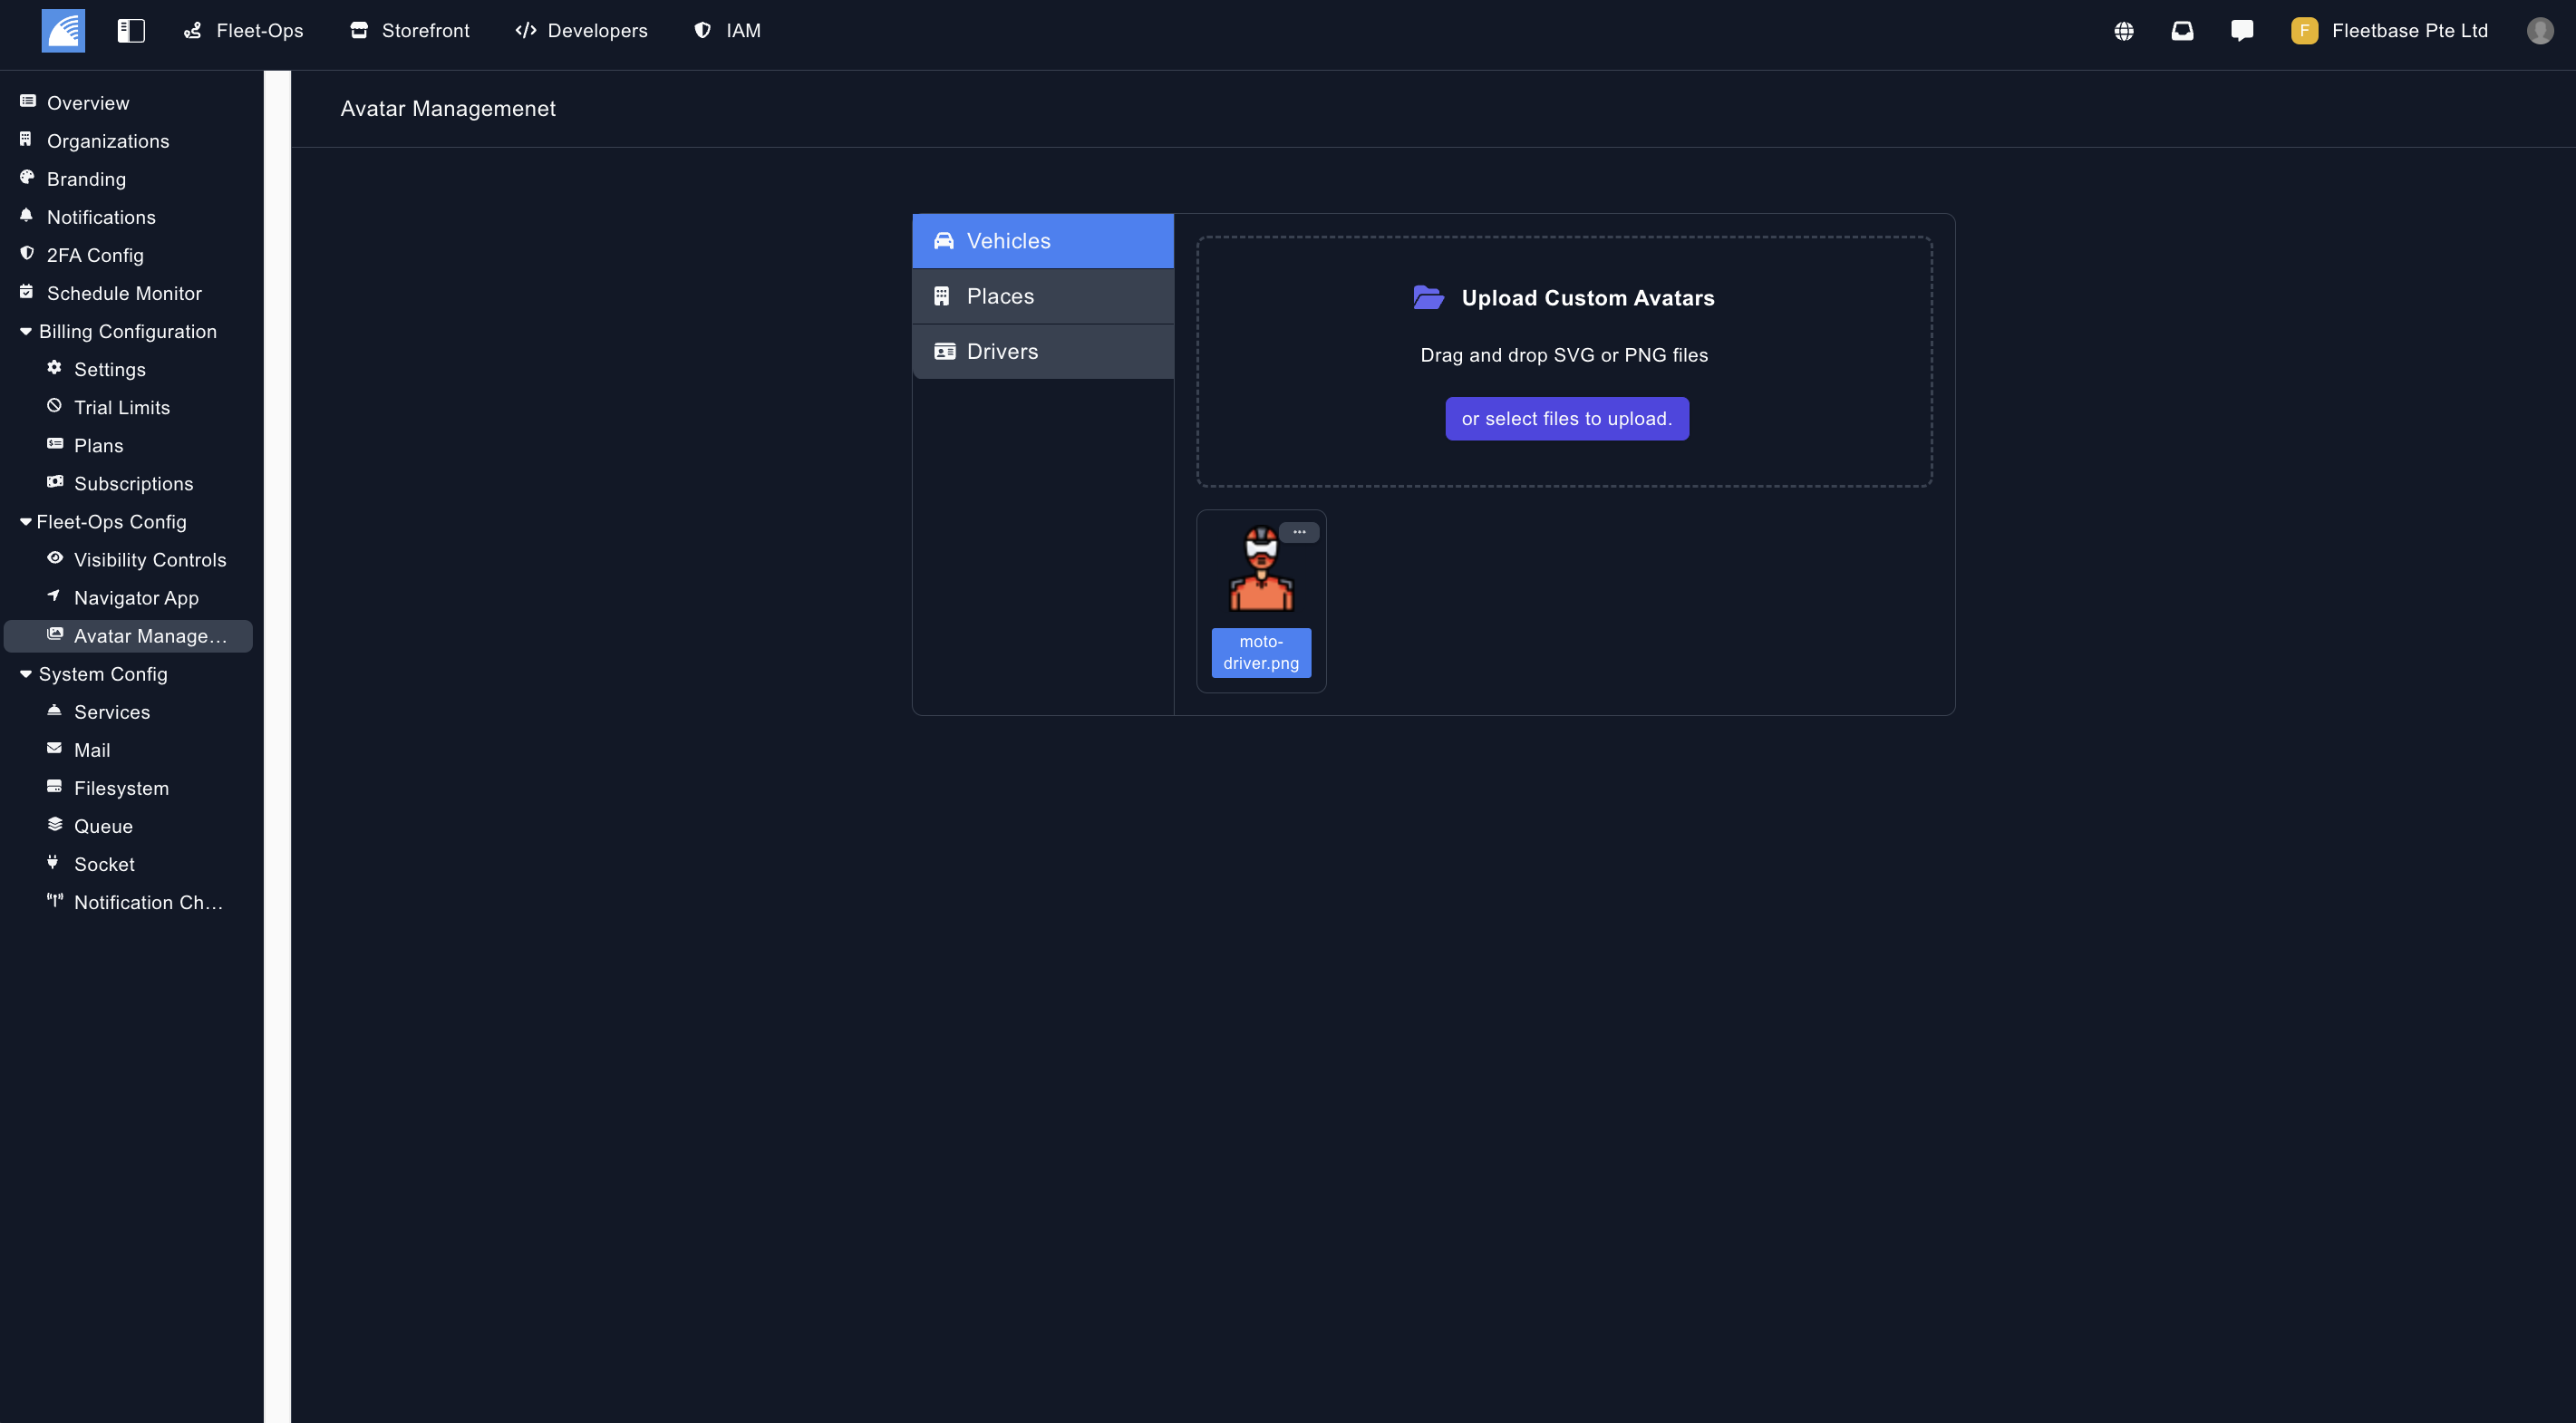 Fleet-Ops
Storefront
Developers
IAM
F
Fleetbase Pte Ltd
Overview
Organizations
Branding
Notifications
2FA Config
Schedule Monitor
Billing Configuration
Settings
Trial Limits
Plans
Subscriptions
Fleet-Ops Config
Visibility Controls
Navigator App
Avatar Manage...
System Config
Services
Mail
Filesystem
Queue
Socket
Notification Ch...
Avatar Managemenet
Vehicles
Places
Drivers
Upload Custom Avatars
Drag and drop SVG or PNG files
or select files to upload.
moto-
driver.png